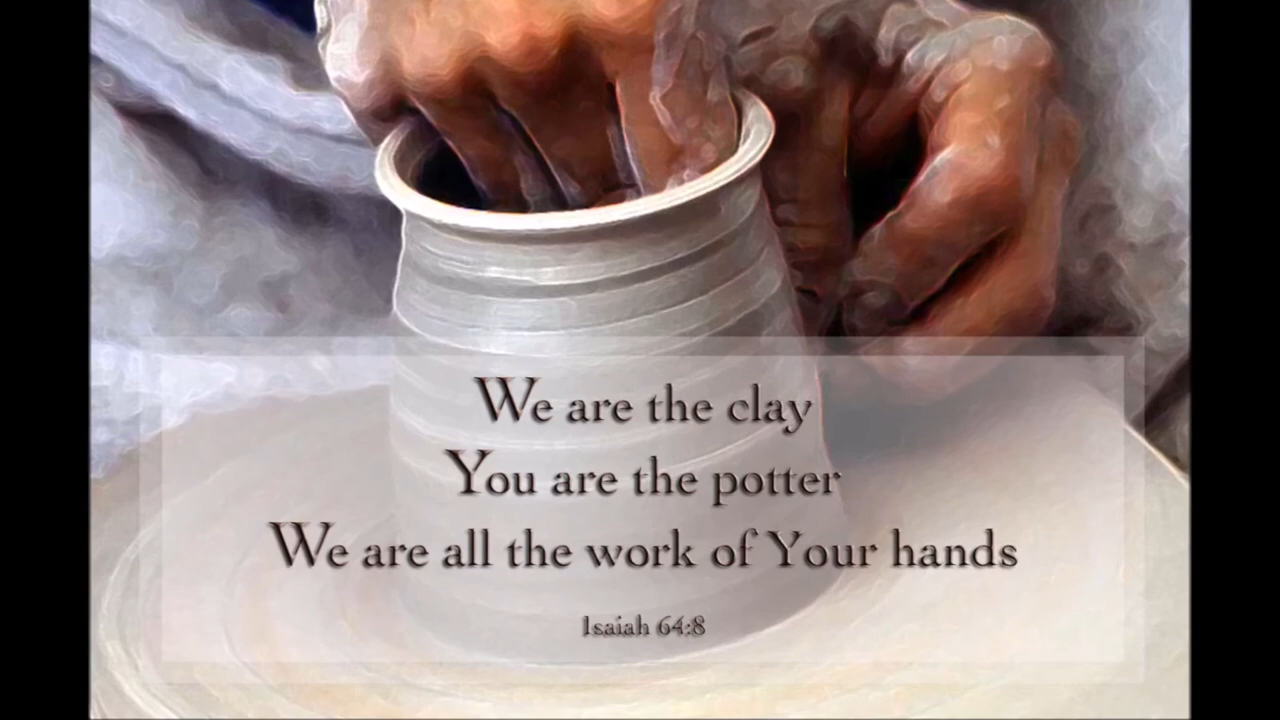 We are the clay
You are the potter
We are all the work of Your hands
Isaiah 64:8